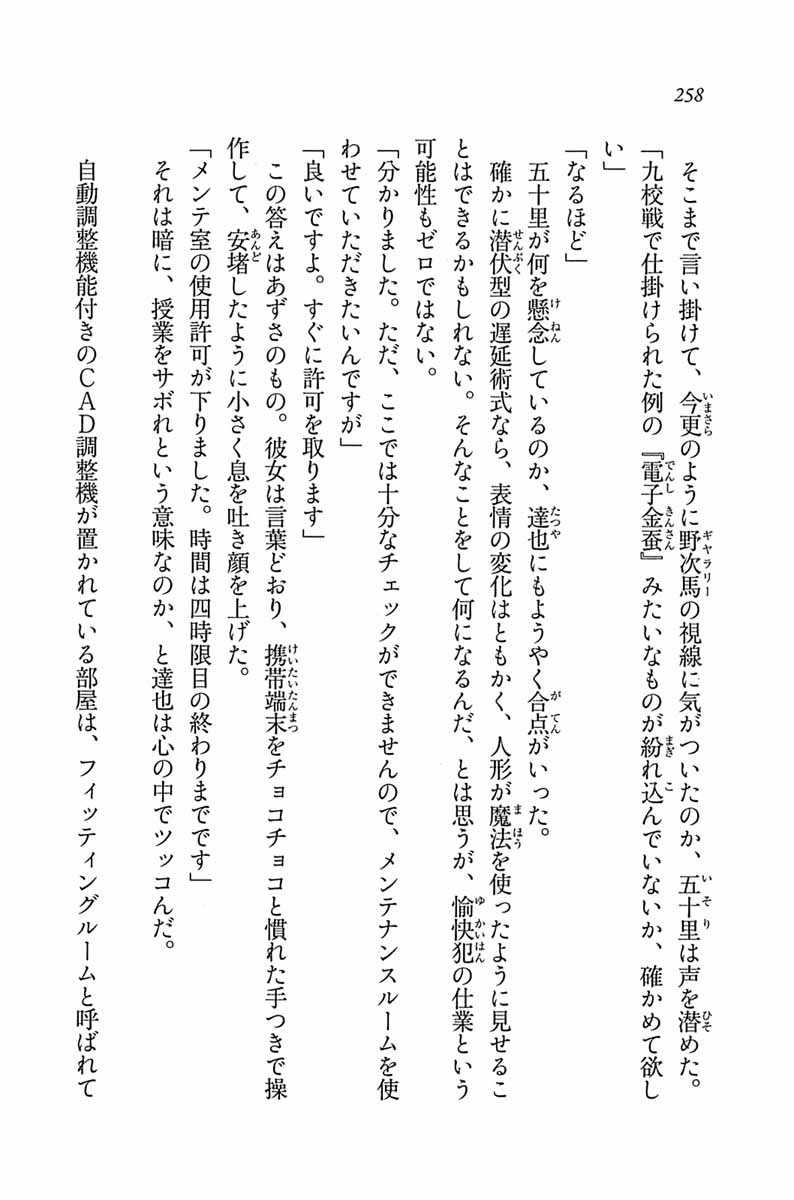 258
そこまで言い掛けて、今更のように野次馬の視線に気がついたのか、五十里は声を潜めた。
「九校戦で仕掛けられた例の『電子金蚕』みたいなものが紛れ込んでいないか、確かめて欲し
い」
「なるほど」
五十里が何を懸念しているのか、達也にもようやく合点がいった。
確かに潜伏型の遅延術式なら、表情の変化はともかく、人形が魔法を使ったように見せるこ
とはできるかもしれない。そんなことをして何になるんだ、とは思うが、愉快犯の仕業という
可能性もゼロではない。
「分かりました。ただ、ここでは十分なチェックができませんので、メンテナンスルームを使
わせていただきたいんですが」
「良いですよ。すぐに許可を取ります」
この答えはあずさのもの。彼女は言葉どおり、携帯端末をチョコチョコと慣れた手つきで操
作して、安堵したように小さく息を吐き顔を上げた。
「メンテ室の使用許可が下りました。時間は四時限目の終わりまでです」
それは暗に、授業をサボれという意味なのか、と達也は心の中でツッコんだ。
自動調整機能付きのCAD調整機が置かれている部屋は、フィッティングルームと呼ばれて